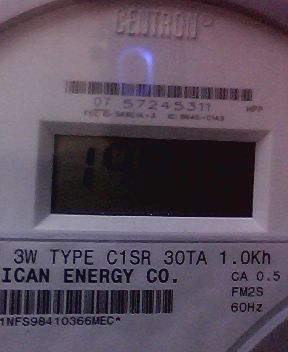 CENTRON®
07 57245311
3W TYPE C1SR 30TA 1.0Kh
ICAN ENERGY CO. CA 0.5
FM2S
60Hz
1NFS98410366MEC*